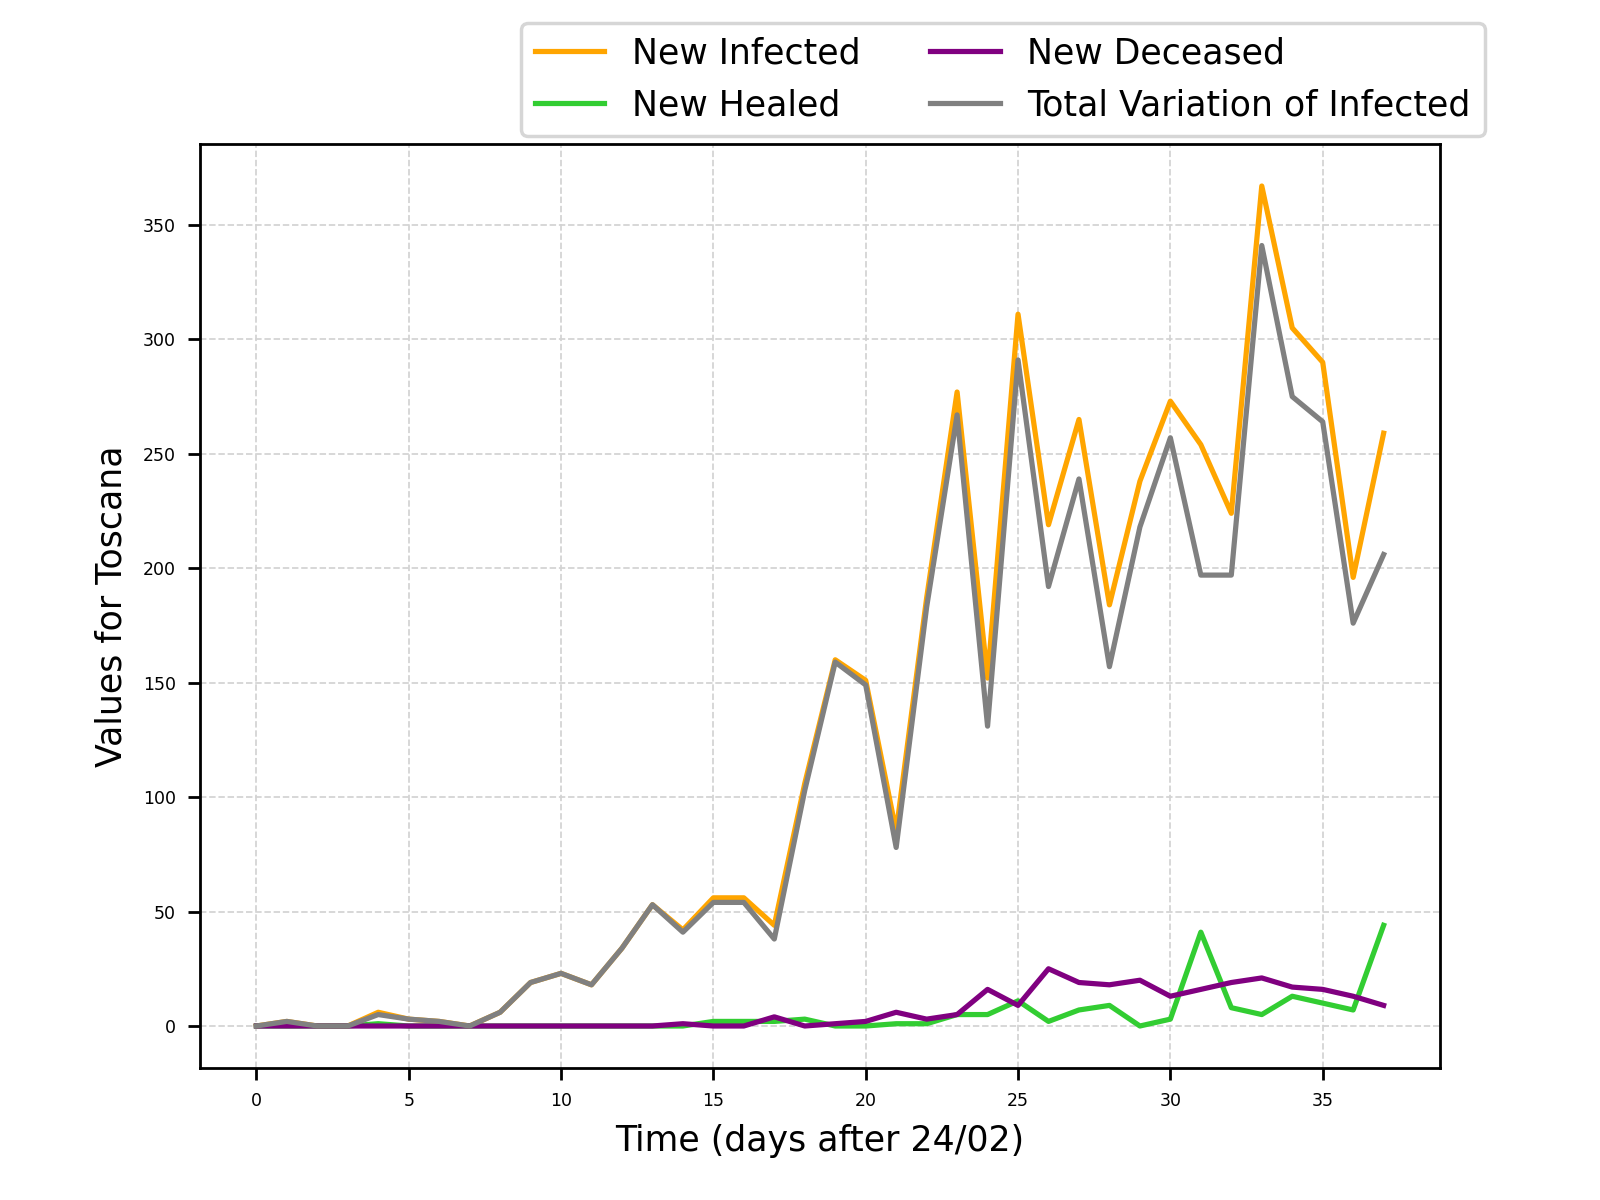 New Infected
New Healed
New Deceased
Total Variation of Infected
Values for Toscana
350
300
250
200
150
100
50
0
0 5 10 15 20 25 30 35
Time (days after 24/02)